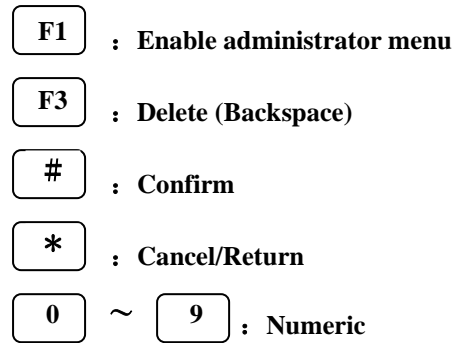 F1 ：Enable administrator menu
F3 ：Delete (Backspace)
# ：Confirm
* ：Cancel/Return
0 ~ 9 ：Numeric